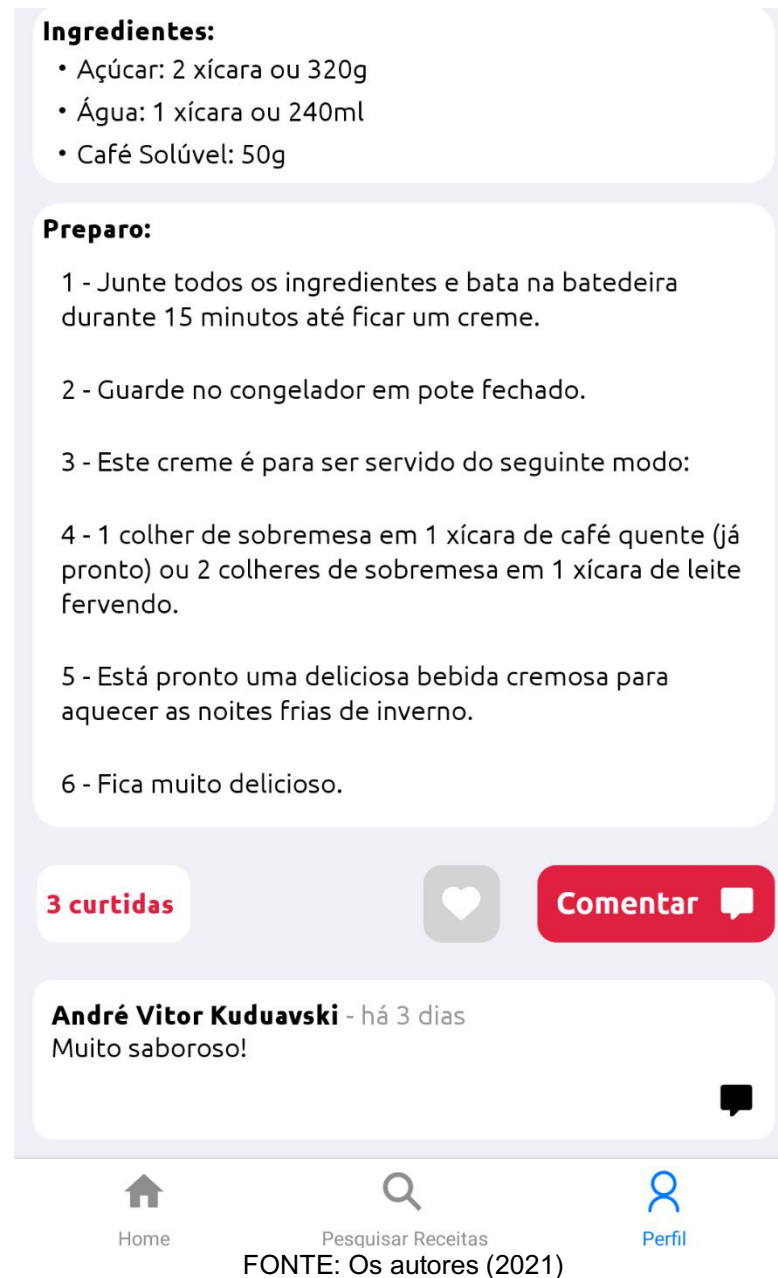 Ingredientes:
• Açúcar: 2 xícara ou 320g
• Água: 1 xícara ou 240ml
• Café Solúvel: 50g
Preparo:
1 - Junte todos os ingredientes e bata na batedeira
durante 15 minutos até ficar um creme.
2 - Guarde no congelador em pote fechado.
3 - Este creme é para ser servido do seguinte modo:
4 - 1 colher de sobremesa em 1 xícara de café quente (já
pronto) ou 2 colheres de sobremesa em 1 xícara de leite
fervendo.
5 - Está pronto uma deliciosa bebida cremosa para
aquecer as noites frias de inverno.
6 - Fica muito delicioso.
3 curtidas
Comentar
André Vitor Kuduavski - há 3 dias
Muito saboroso!
Home
Pesquisar Receitas
Perfil
FONTE: Os autores (2021)